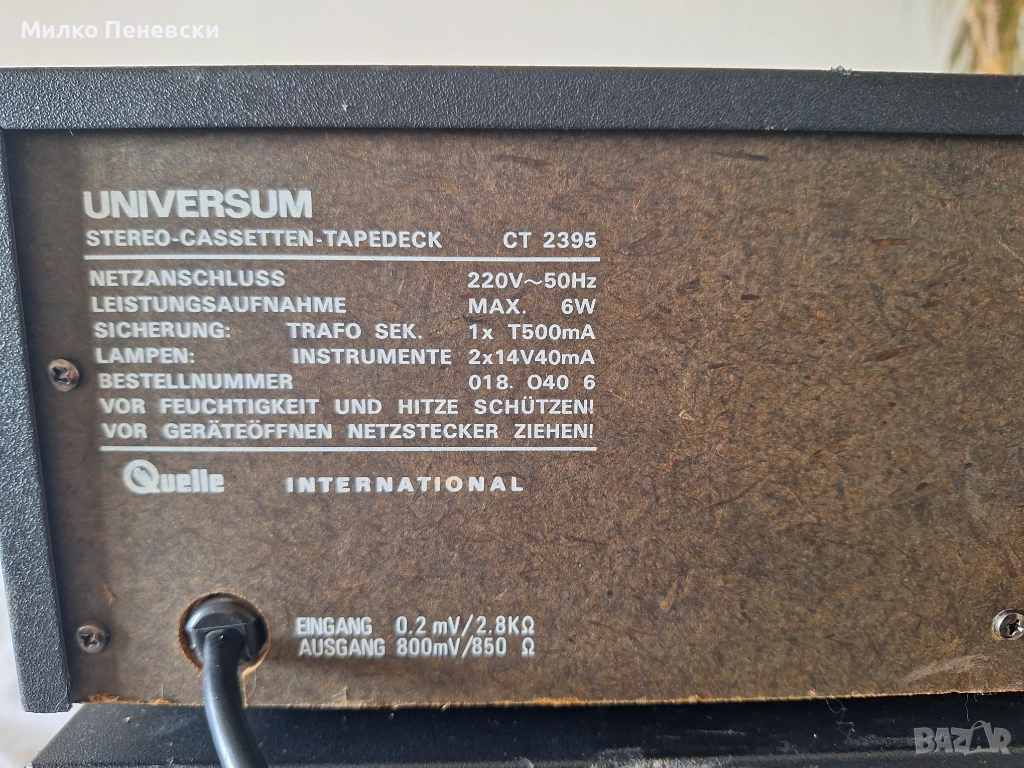 Милко Пеневски
UNIVERSUM
STEREO-CASSETTEN-TAPEDECK CT 2395
NETZANSCHLUSS 220V~50Hz
LEISTUNGSAUFNAHME MAX. 6W
SICHERUNG: TRAFO SEK. 1x T500mA
LAMPEN: INSTRUMENTE 2x14V40mA
BESTELLNUMMER 018. O40 6
VOR FEUCHTIGKEIT UND HITZE SCHÜTZEN!
VOR GERÄTEÖFFNEN NETZSTECKER ZIEHEN!
Quelle INTERNATIONAL
EINGANG 0.2 mV/2.8KΩ
AUSGANG 800mV/850 Ω
BAZAR